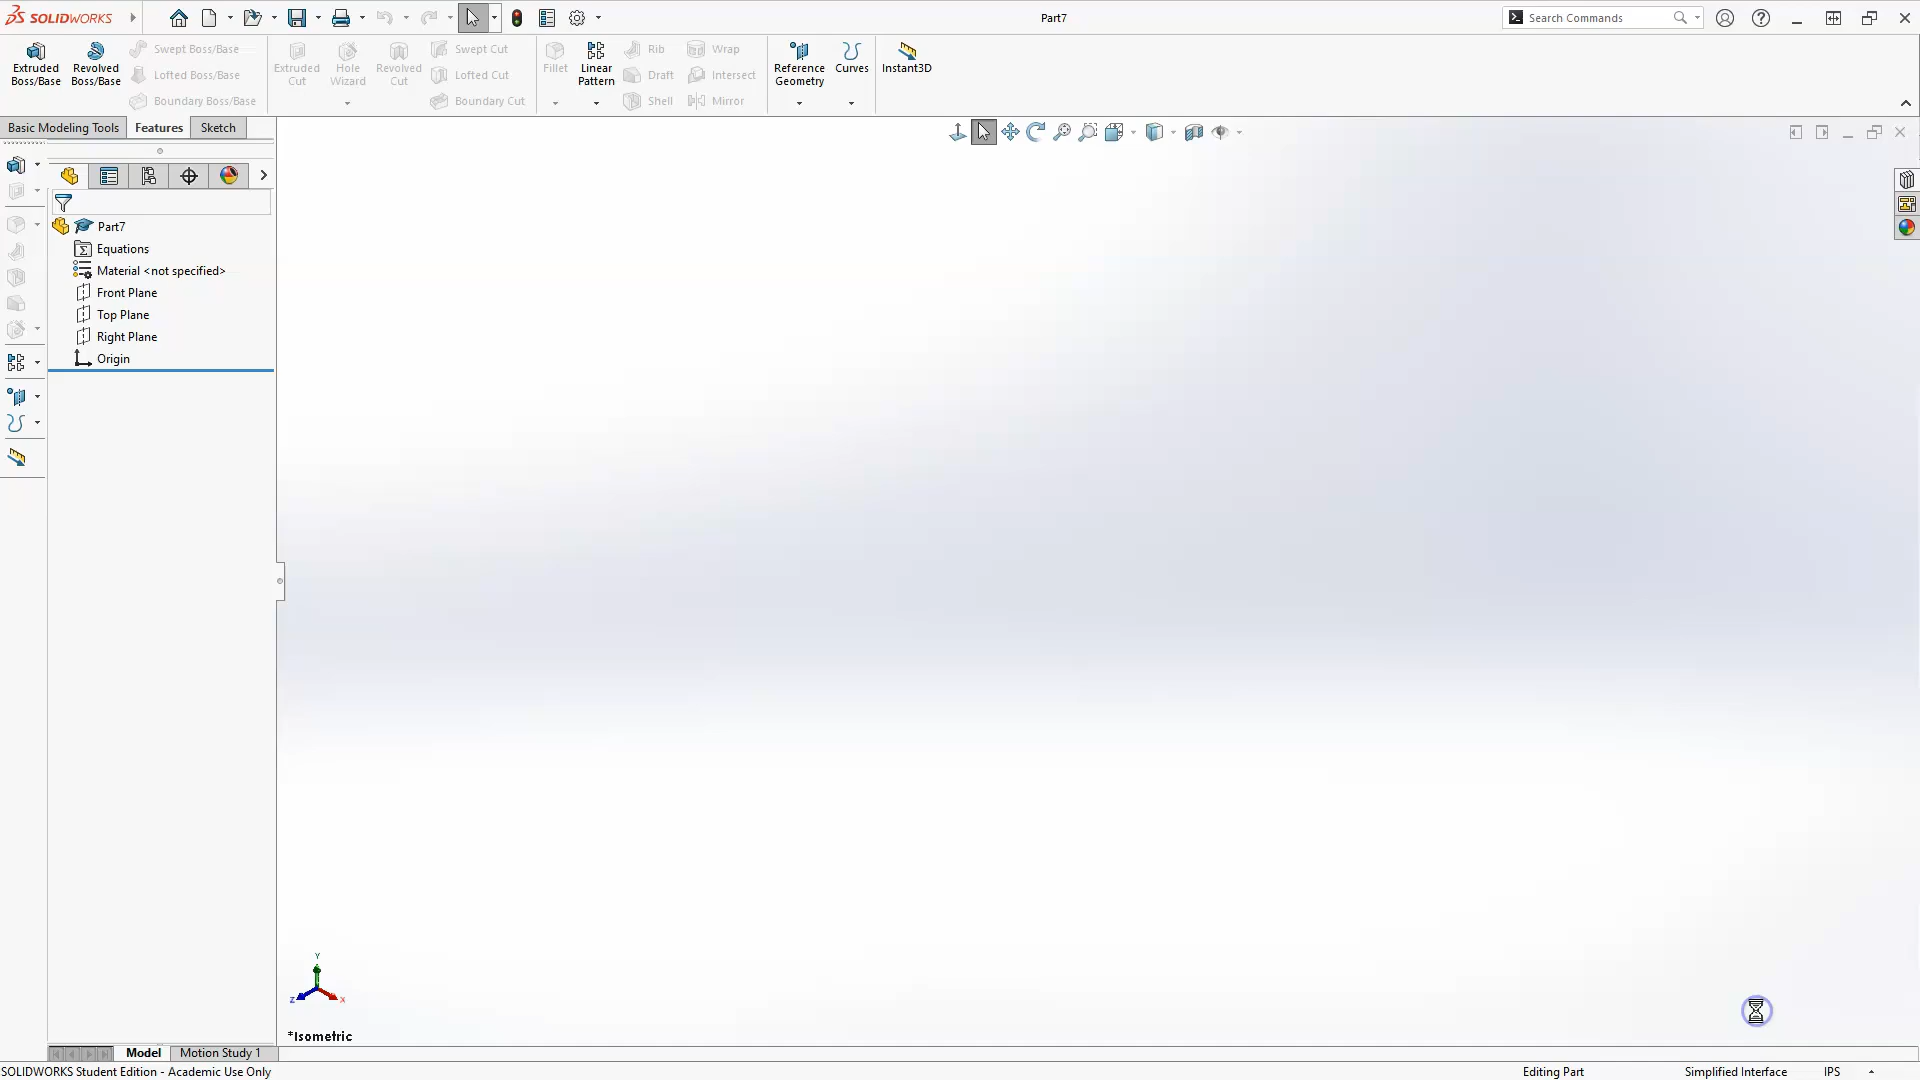 SOLIDWORKS
Part7
Search Commands
Extruded
Boss/Base
Revolved
Boss/Base
Swept Boss/Base
Lofted Boss/Base
Boundary Boss/Base
Extruded
Cut
Hole
Wizard
Revolved
Cut
Swept Cut
Lofted Cut
Boundary Cut
Fillet
Linear
Pattern
Rib
Draft
Shell
Wrap
Intersect
Mirror
Reference
Geometry
Curves
Instant3D
Basic Modeling Tools
Features
Sketch
Part7
Equations
Material <not specified>
Front Plane
Top Plane
Right Plane
Origin
Y
Z
X
*Isometric
Model
Motion Study 1
SOLIDWORKS Student Edition - Academic Use Only
Editing Part
Simplified Interface
IPS